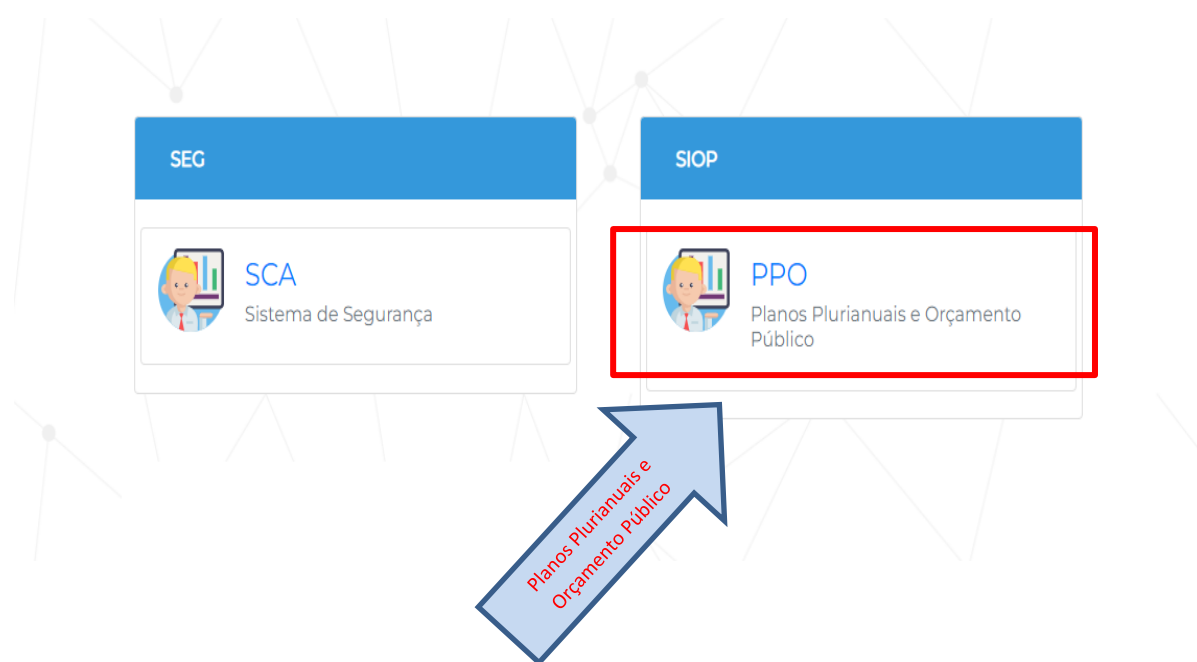 SEG
SCA
Sistema de Segurança
SIOP
PPO
Planos Plurianuais e Orçamento
Público
Planos Plurianuais e
Orçamento Público